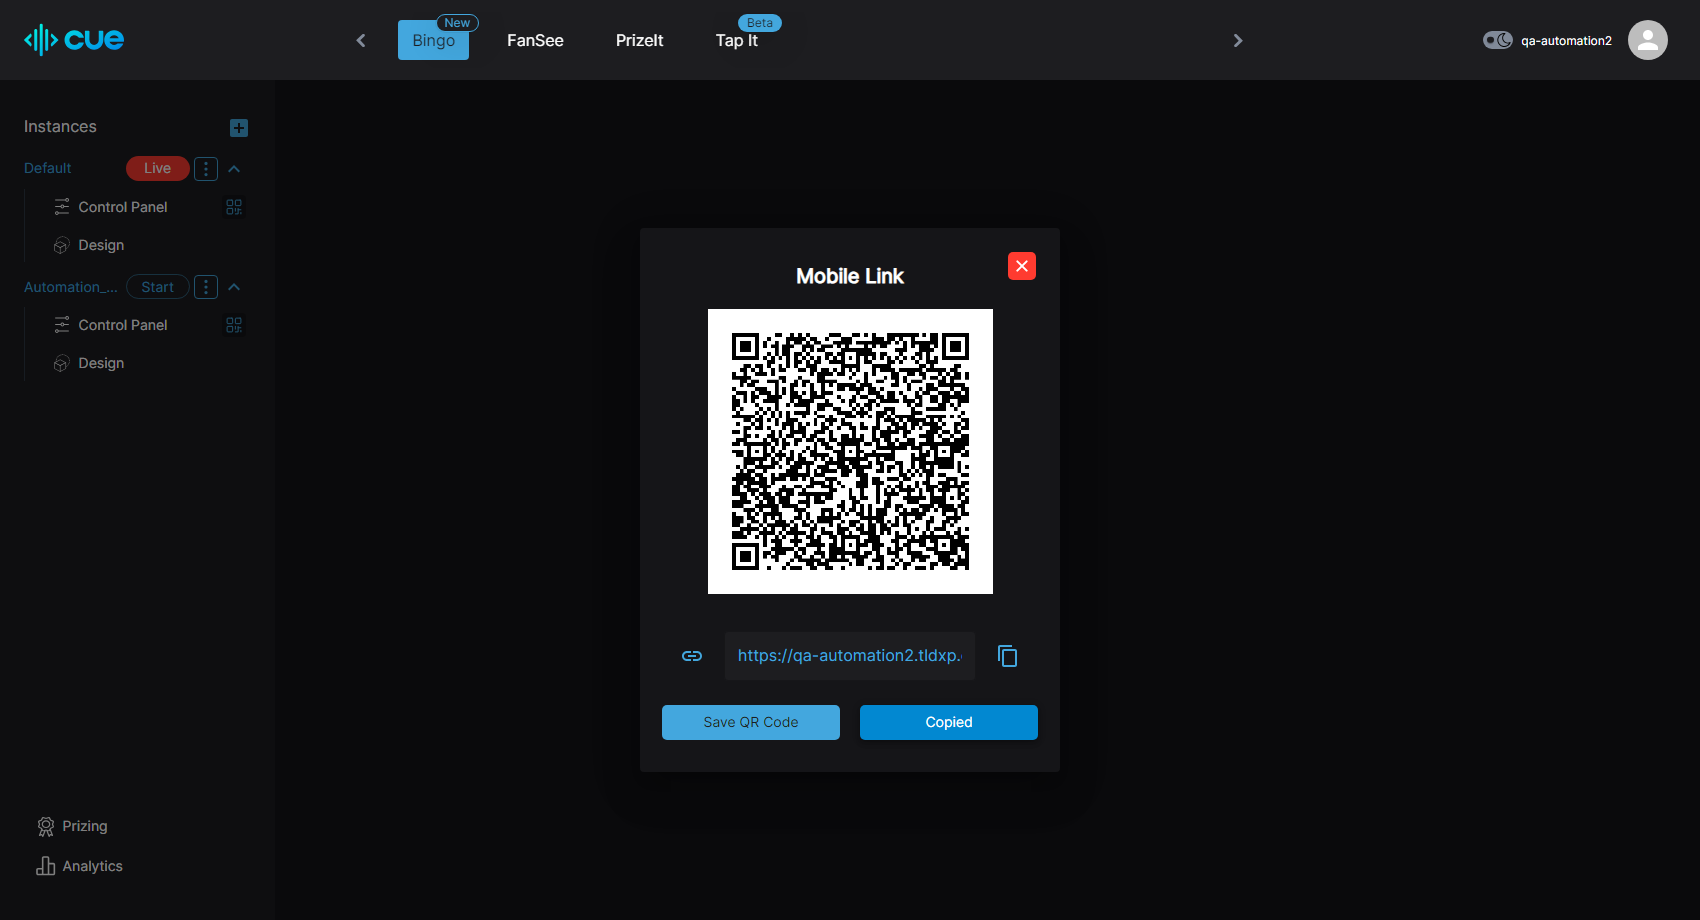 cue
Bingo
New
FanSee
PrizeIt
Tap It
Beta
qa-automation2
Instances
Default
Live
Control Panel
Design
Automation_...
Start
Control Panel
Design
Prizing
Analytics
Mobile Link
https://qa-automation2.tldxp.
Save QR Code
Copied